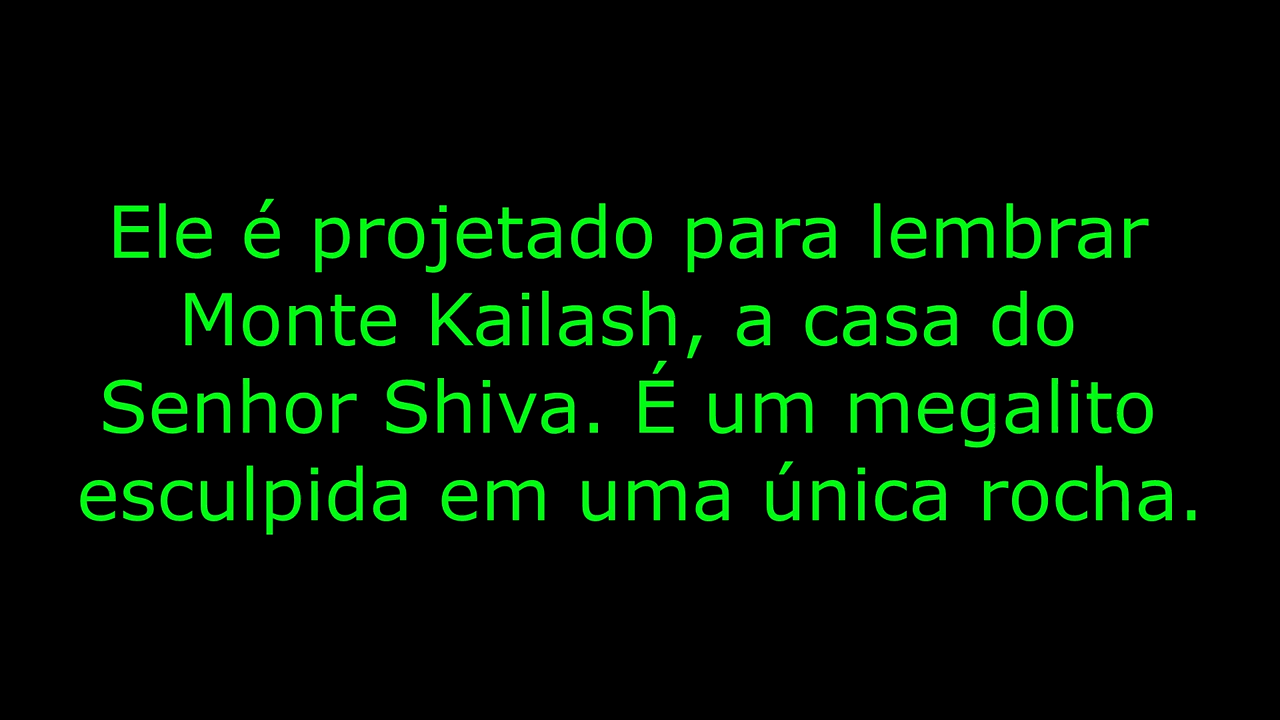 Ele é projetado para lembrar
Monte Kailash, a casa do
Senhor Shiva. É um megalito
esculpida em uma única rocha.